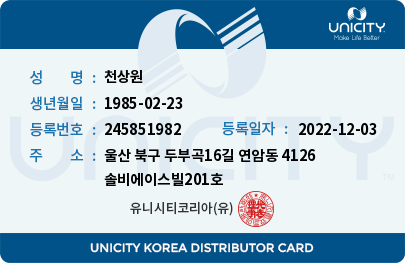 UNICITY
Make Life Better
성 명 : 천상원
생년월일 : 1985-02-23
등록번호 : 245851982 등록일자 : 2022-12-03
주 소 : 울산 북구 두부곡16길 연암동 4126
솔비에이스빌201호
UNICITY
TM
유니시티코리아(유)
UNICITY KOREA DISTRIBUTOR CARD